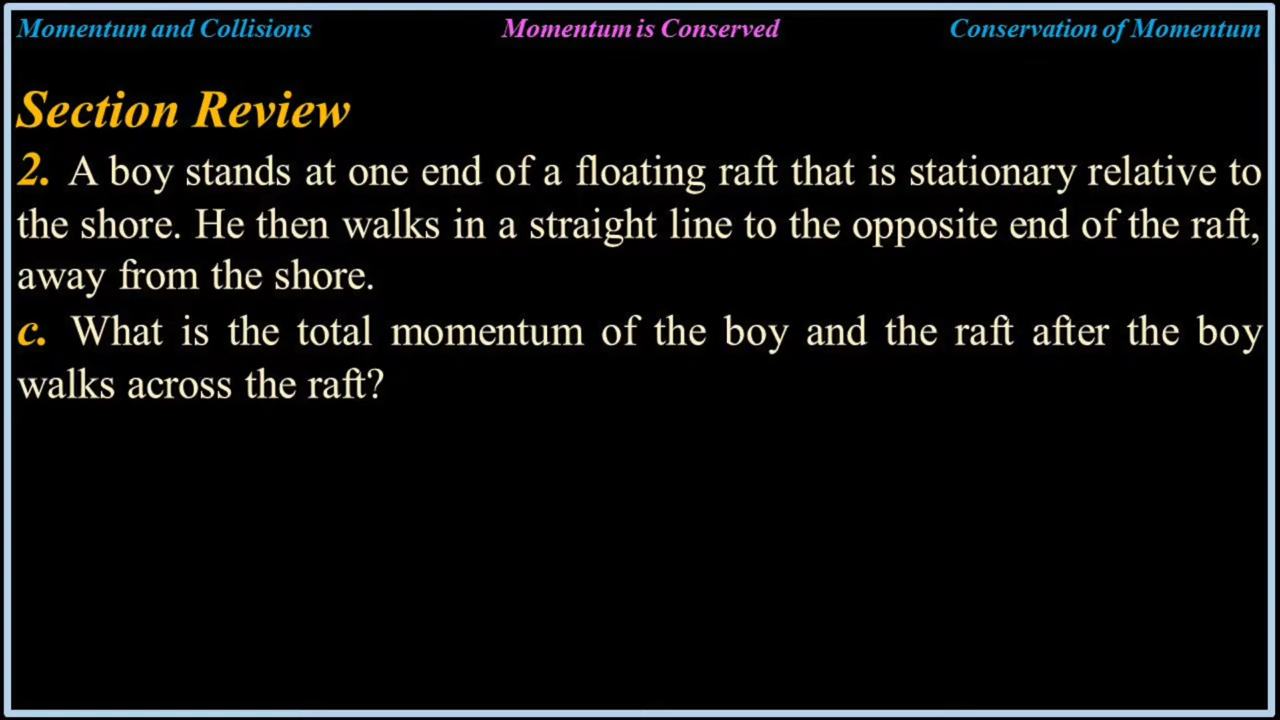 Momentum and Collisions
Momentum is Conserved
Conservation of Momentum
Section Review
2. A boy stands at one end of a floating raft that is stationary relative to
the shore. He then walks in a straight line to the opposite end of the raft,
away from the shore.
c. What is the total momentum of the boy and the raft after the boy
walks across the raft?